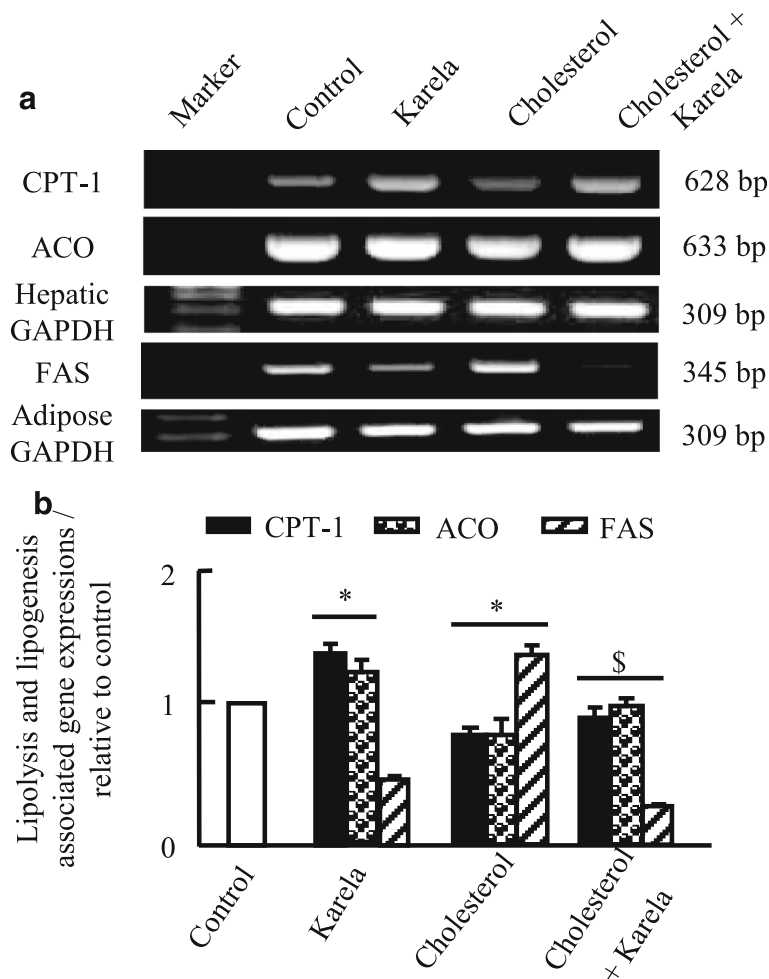 a
Marker
Control
Karela
Cholesterol
Cholesterol +
Karela
CPT-1
628 bp
ACO
633 bp
Hepatic
GAPDH
309 bp
FAS
345 bp
Adipose
GAPDH
309 bp
b
CPT-1
ACO
FAS
Lipolysis and lipogenesis
associated gene expressions /
relative to control
2
1
0
*
*
$
Control
Karela
Cholesterol
Cholesterol
+ Karela